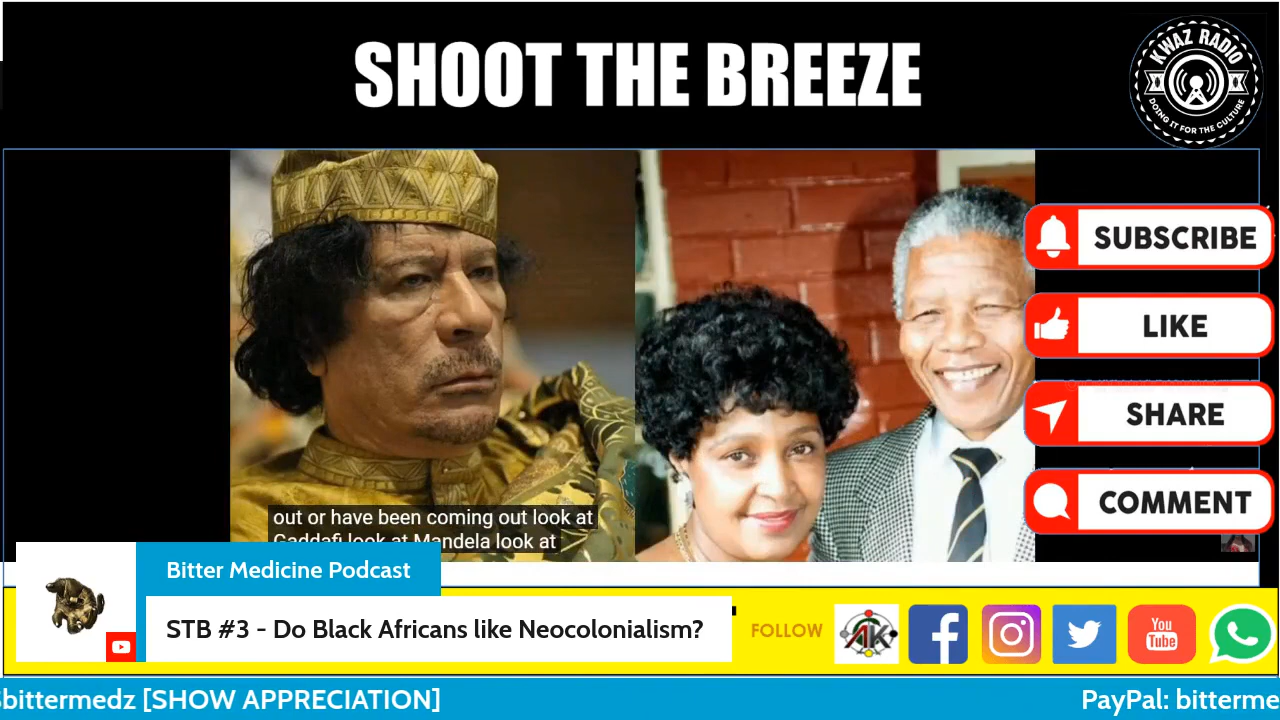 SHOOT THE BREEZE
KWAZ RADIO
DOING IT FOR THE CULTURE
SUBSCRIBE
LIKE
SHARE
COMMENT
out or have been coming out look at
Gaddafi look at Mandela look at
Bitter Medicine Podcast
STB #3 - Do Black Africans like Neocolonialism?
FOLLOW
AK
You
Tube
bittermedz [SHOW APPRECIATION]
PayPal: bitterme